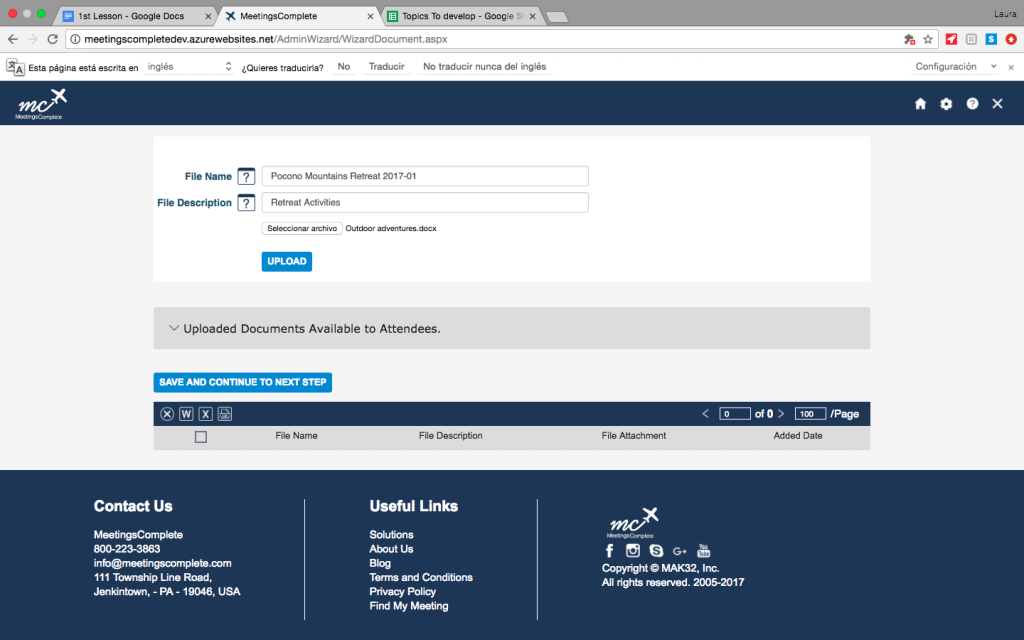 1st Lesson - Google Docs
MeetingsComplete
Topics To develop - Google S
Laura
meetingscompletedev.azurewebsites.net/AdminWizard/WizardDocument.aspx
Esta página está escrita en inglés ¿Quieres traducirla? No Traducir No traducir nunca del inglés Configuración
mc
MeetingsComplete
File Name ? Pocono Mountains Retreat 2017-01
File Description ? Retreat Activities
Seleccionar archivo Outdoor adventures.docx
UPLOAD
Uploaded Documents Available to Attendees.
SAVE AND CONTINUE TO NEXT STEP
W X 0 of 0 100 /Page
File Name File Description File Attachment Added Date
Contact Us
MeetingsComplete
800-223-3863
info@meetingscomplete.com
111 Township Line Road,
Jenkintown, - PA - 19046, USA
Useful Links
Solutions
About Us
Blog
Terms and Conditions
Privacy Policy
Find My Meeting
mc
MeetingsComplete
f S G+ You Tube
Copyright © MAK32, Inc.
All rights reserved. 2005-2017